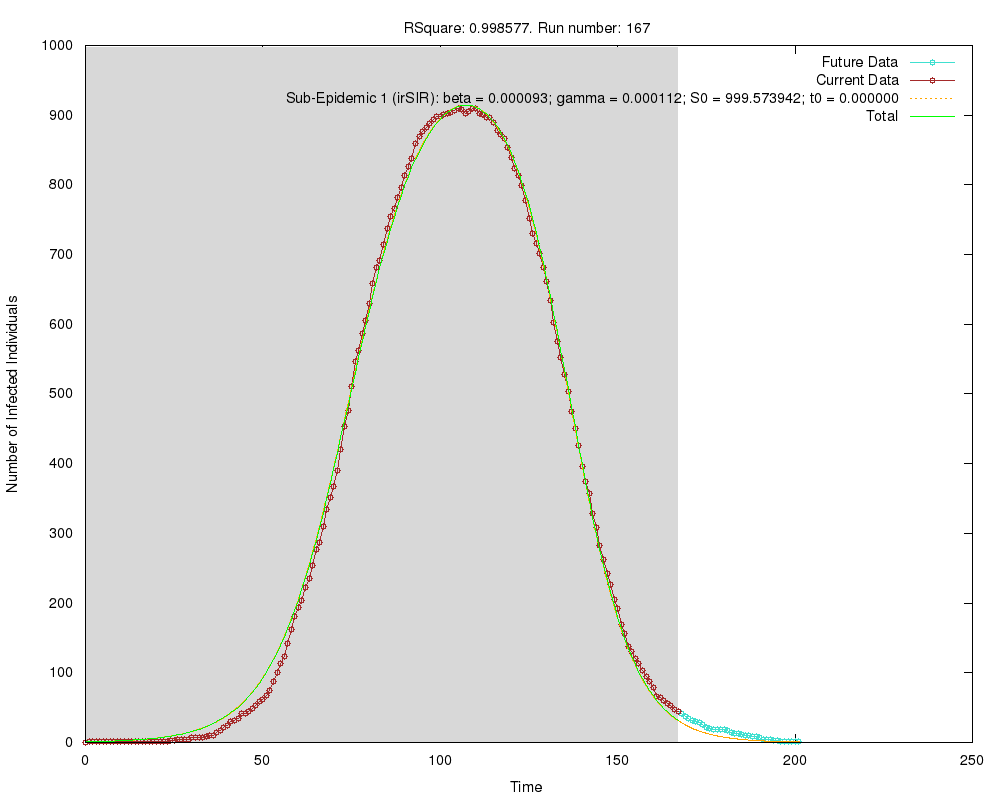 RSquare: 0.998577. Run number: 167
1000
900
800
700
600
500
400
300
200
100
0
Number of Infected Individuals
Future Data
Current Data
Sub-Epidemic 1 (irSIR): beta = 0.000093; gamma = 0.000112; S0 = 999.573942; t0 = 0.000000
Total
0 50 100 150 200 250
Time